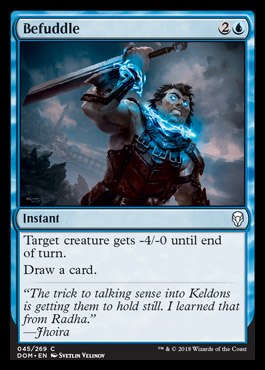 Befuddle 2
Instant
Target creature gets -4/-0 until end
of turn.
Draw a card.
“The trick to talking sense into Keldons
is getting them to hold still. I learned that
from Radha.”
—Jhoira
045/269 C
DOM • EN Svetlin Velinov
™ & © 2018 Wizards of the Coast